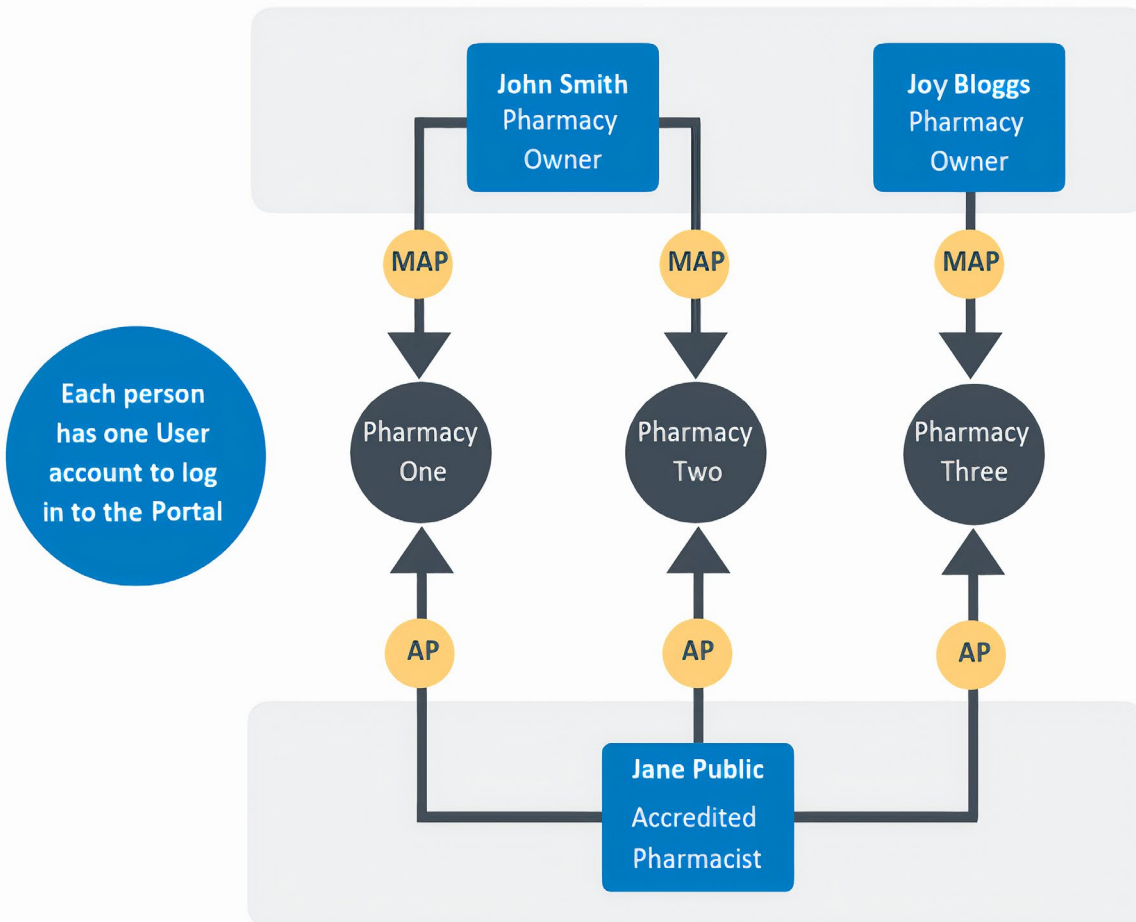 John Smith
Pharmacy
Owner
Joy Bloggs
Pharmacy
Owner
MAP
MAP
MAP
Each person
has one User
account to log
in to the Portal
Pharmacy
One
Pharmacy
Two
Pharmacy
Three
AP
AP
AP
Jane Public
Accredited
Pharmacist